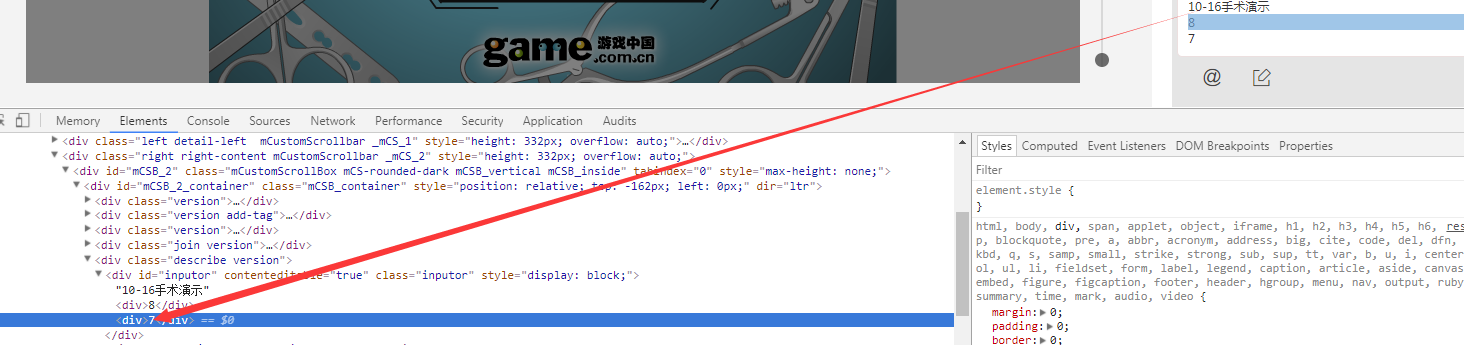 10-16手术演示
8
7
game 游戏中国
.com.cn
@
Memory Elements Console Sources Network Performance Security Application Audits
<div class="left detail-left  mCustomScrollbar _mCS_1" style="height: 332px; overflow: auto;">…</div>
<div class="right right-content mCustomScrollbar _mCS_2" style="height: 332px; overflow: auto;">
<div id="mCSB_2" class="mCustomScrollBox mCS-rounded-dark mCSB_vertical mCSB_inside" tabindex="0" style="max-height: none;">
<div id="mCSB_2_container" class="mCSB_container" style="position: relative; top: -162px; left: 0px;" dir="ltr">
<div class="version">…</div>
<div class="version add-tag">…</div>
<div class="version">…</div>
<div class="join version">…</div>
<div class="describe version">
<div id="inputor" contenteditable="true" class="inputor" style="display: block;">
"10-16手术演示"
<div>8</div>
<div>7</div> == $0
</div>
Styles Computed Event Listeners DOM Breakpoints Properties
Filter
element.style {
}
html, body, div, span, applet, object, iframe, h1, h2, h3, h4, h5, h6, res
p, blockquote, pre, a, abbr, acronym, address, big, cite, code, del, dfn,
kbd, q, s, samp, small, strike, strong, sub, sup, tt, var, b, u, i, center
ol, ul, li, fieldset, form, label, legend, caption, article, aside, canvas
embed, figure, figcaption, footer, header, hgroup, menu, nav, output, ruby
summary, time, mark, audio, video {
margin: 0;
padding: 0;
border: 0;